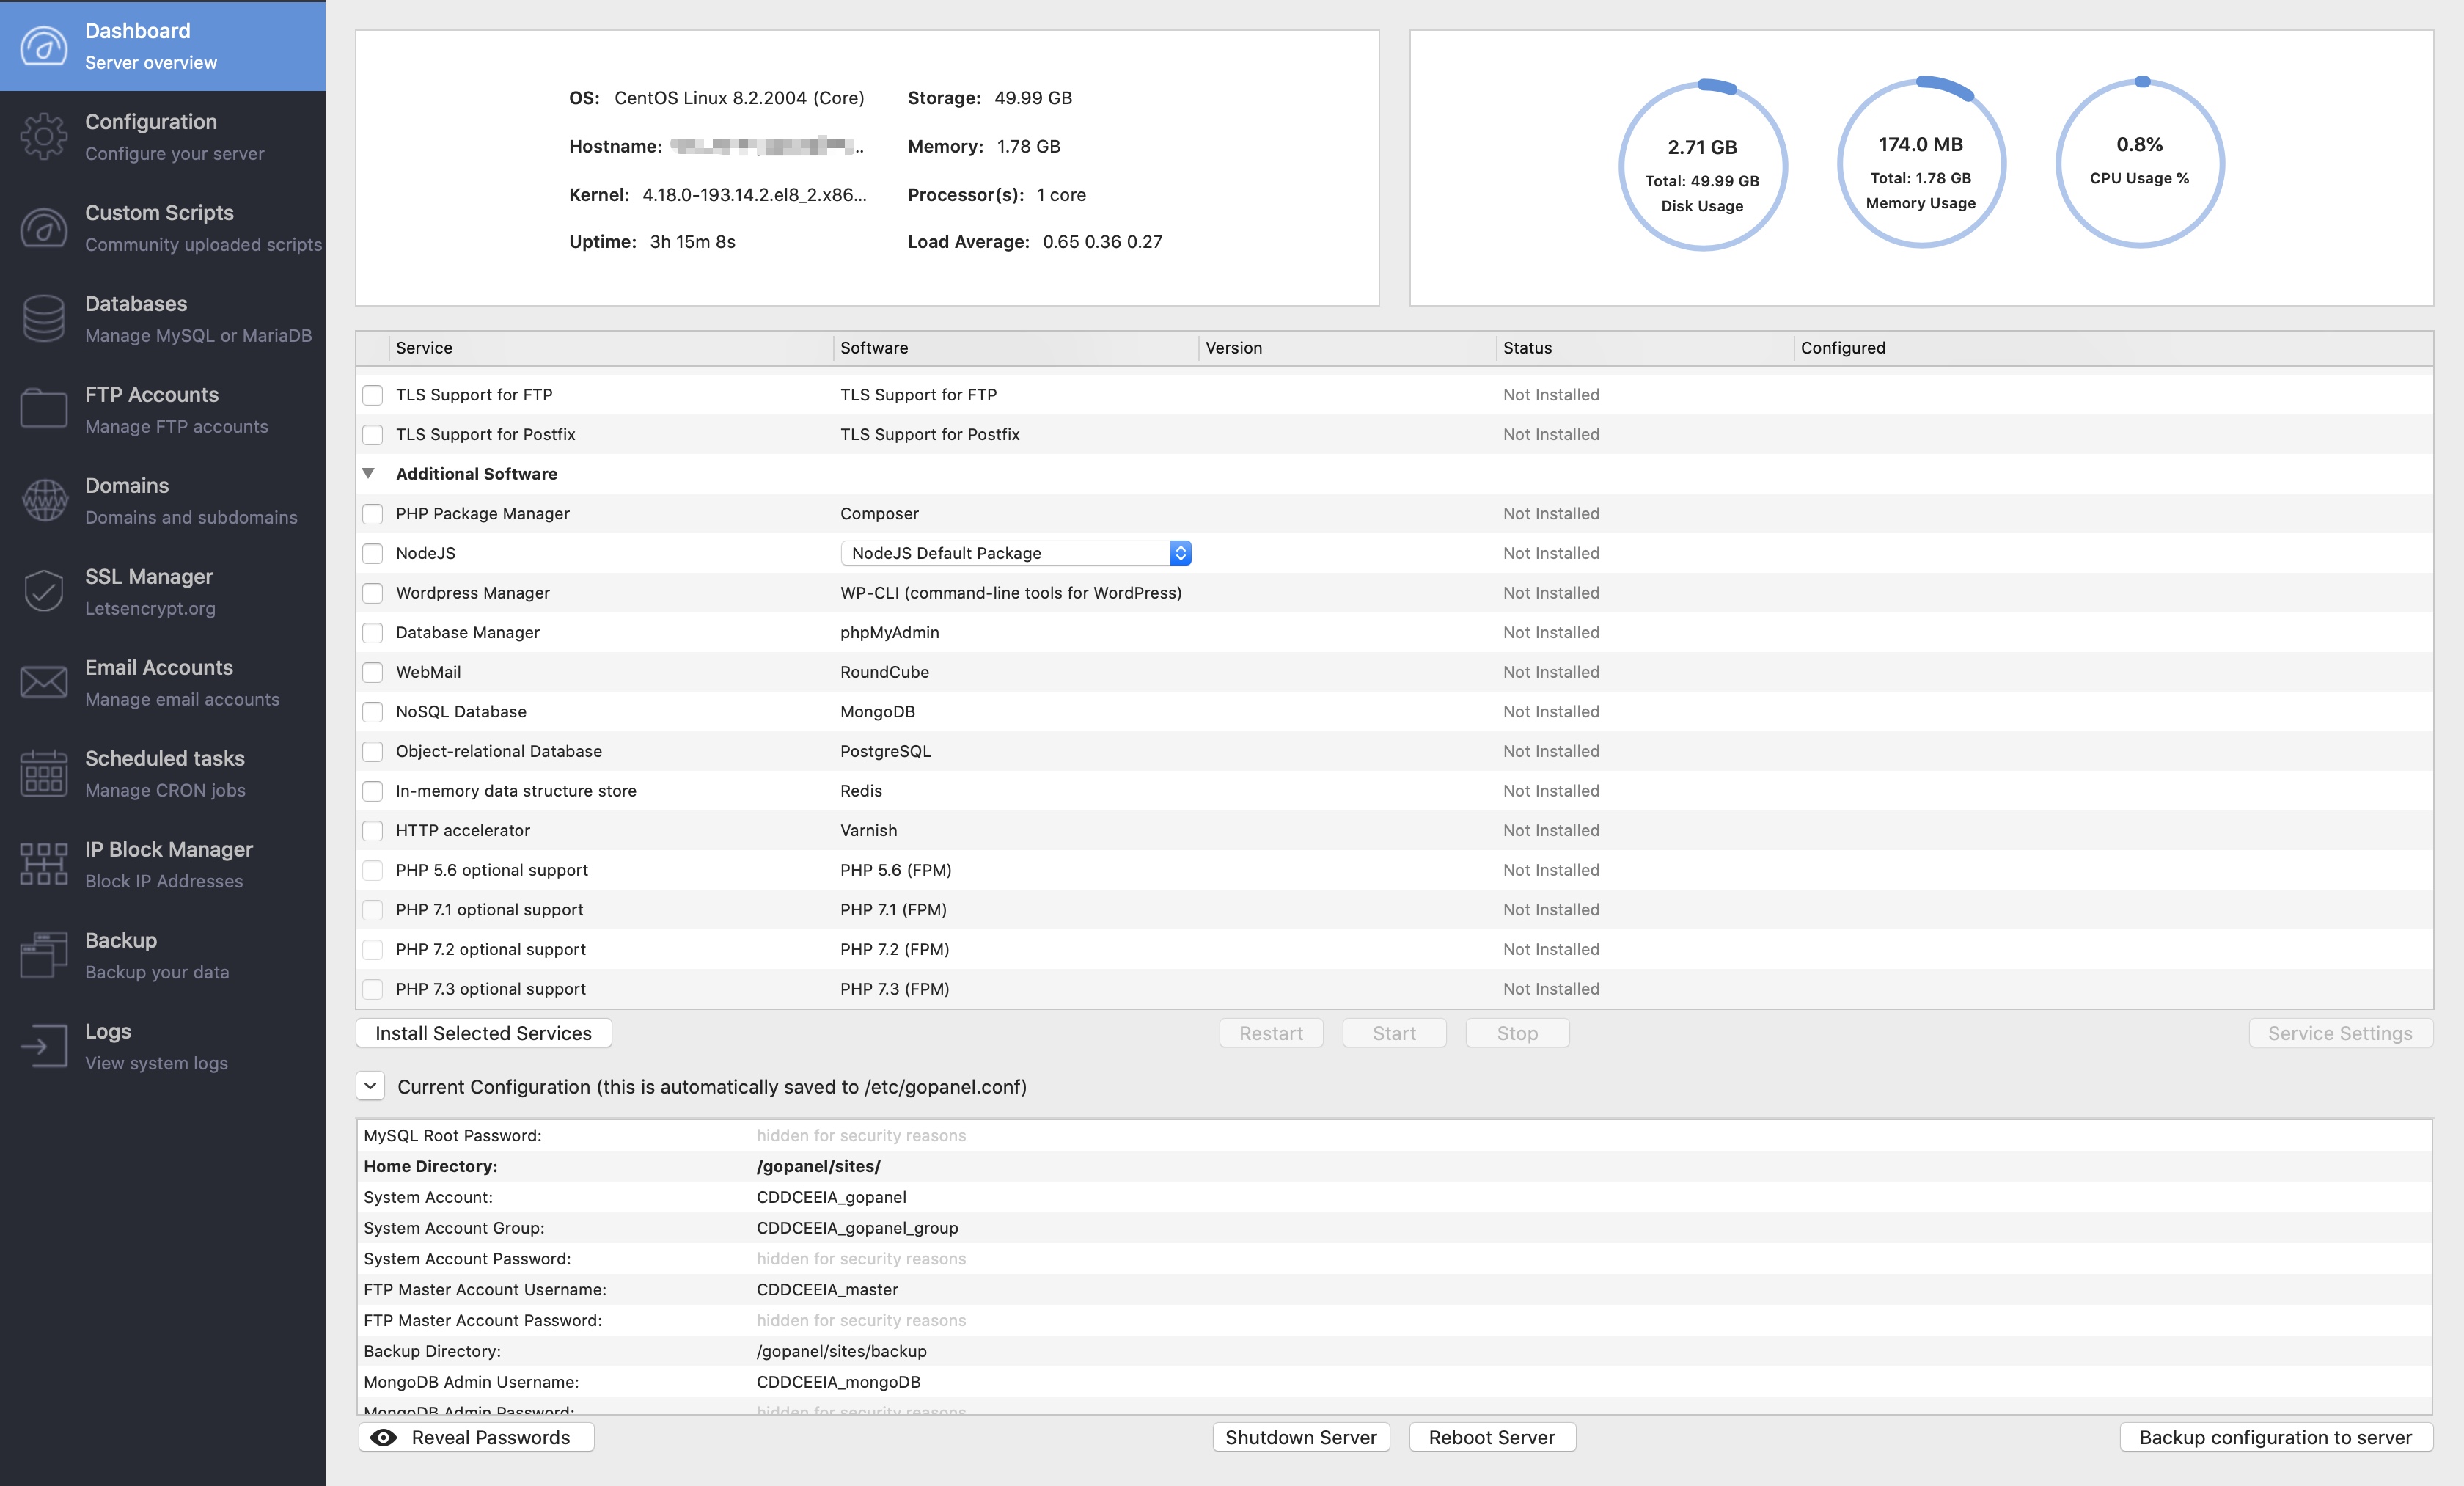 Dashboard
Server overview
Configuration
Configure your server
Custom Scripts
Community uploaded scripts
Databases
Manage MySQL or MariaDB
FTP Accounts
Manage FTP accounts
WWW
Domains
Domains and subdomains
SSL Manager
Letsencrypt.org
Email Accounts
Manage email accounts
Scheduled tasks
Manage CRON jobs
IP Block Manager
Block IP Addresses
Backup
Backup your data
Logs
View system logs
OS: CentOS Linux 8.2.2004 (Core)
Storage: 49.99 GB
Hostname: ..
Memory: 1.78 GB
Kernel: 4.18.0-193.14.2.el8_2.x86...
Processor(s): 1 core
Uptime: 3h 15m 8s
Load Average: 0.65 0.36 0.27
2.71 GB
Total: 49.99 GB
Disk Usage
174.0 MB
Total: 1.78 GB
Memory Usage
0.8%
CPU Usage %
Service Software Version Status Configured
TLS Support for FTP TLS Support for FTP Not Installed
TLS Support for Postfix TLS Support for Postfix Not Installed
Additional Software
PHP Package Manager Composer Not Installed
NodeJS NodeJS Default Package Not Installed
Wordpress Manager WP-CLI (command-line tools for WordPress) Not Installed
Database Manager phpMyAdmin Not Installed
WebMail RoundCube Not Installed
NoSQL Database MongoDB Not Installed
Object-relational Database PostgreSQL Not Installed
In-memory data structure store Redis Not Installed
HTTP accelerator Varnish Not Installed
PHP 5.6 optional support PHP 5.6 (FPM) Not Installed
PHP 7.1 optional support PHP 7.1 (FPM) Not Installed
PHP 7.2 optional support PHP 7.2 (FPM) Not Installed
PHP 7.3 optional support PHP 7.3 (FPM) Not Installed
Install Selected Services Restart Start Stop Service Settings
Current Configuration (this is automatically saved to /etc/gopanel.conf)
MySQL Root Password: hidden for security reasons
Home Directory: /gopanel/sites/
System Account: CDDCEEIA_gopanel
System Account Group: CDDCEEIA_gopanel_group
System Account Password: hidden for security reasons
FTP Master Account Username: CDDCEEIA_master
FTP Master Account Password: hidden for security reasons
Backup Directory: /gopanel/sites/backup
MongoDB Admin Username: CDDCEEIA_mongoDB
MongoDB Admin Password: hidden for security reasons
Reveal Passwords Shutdown Server Reboot Server Backup configuration to server